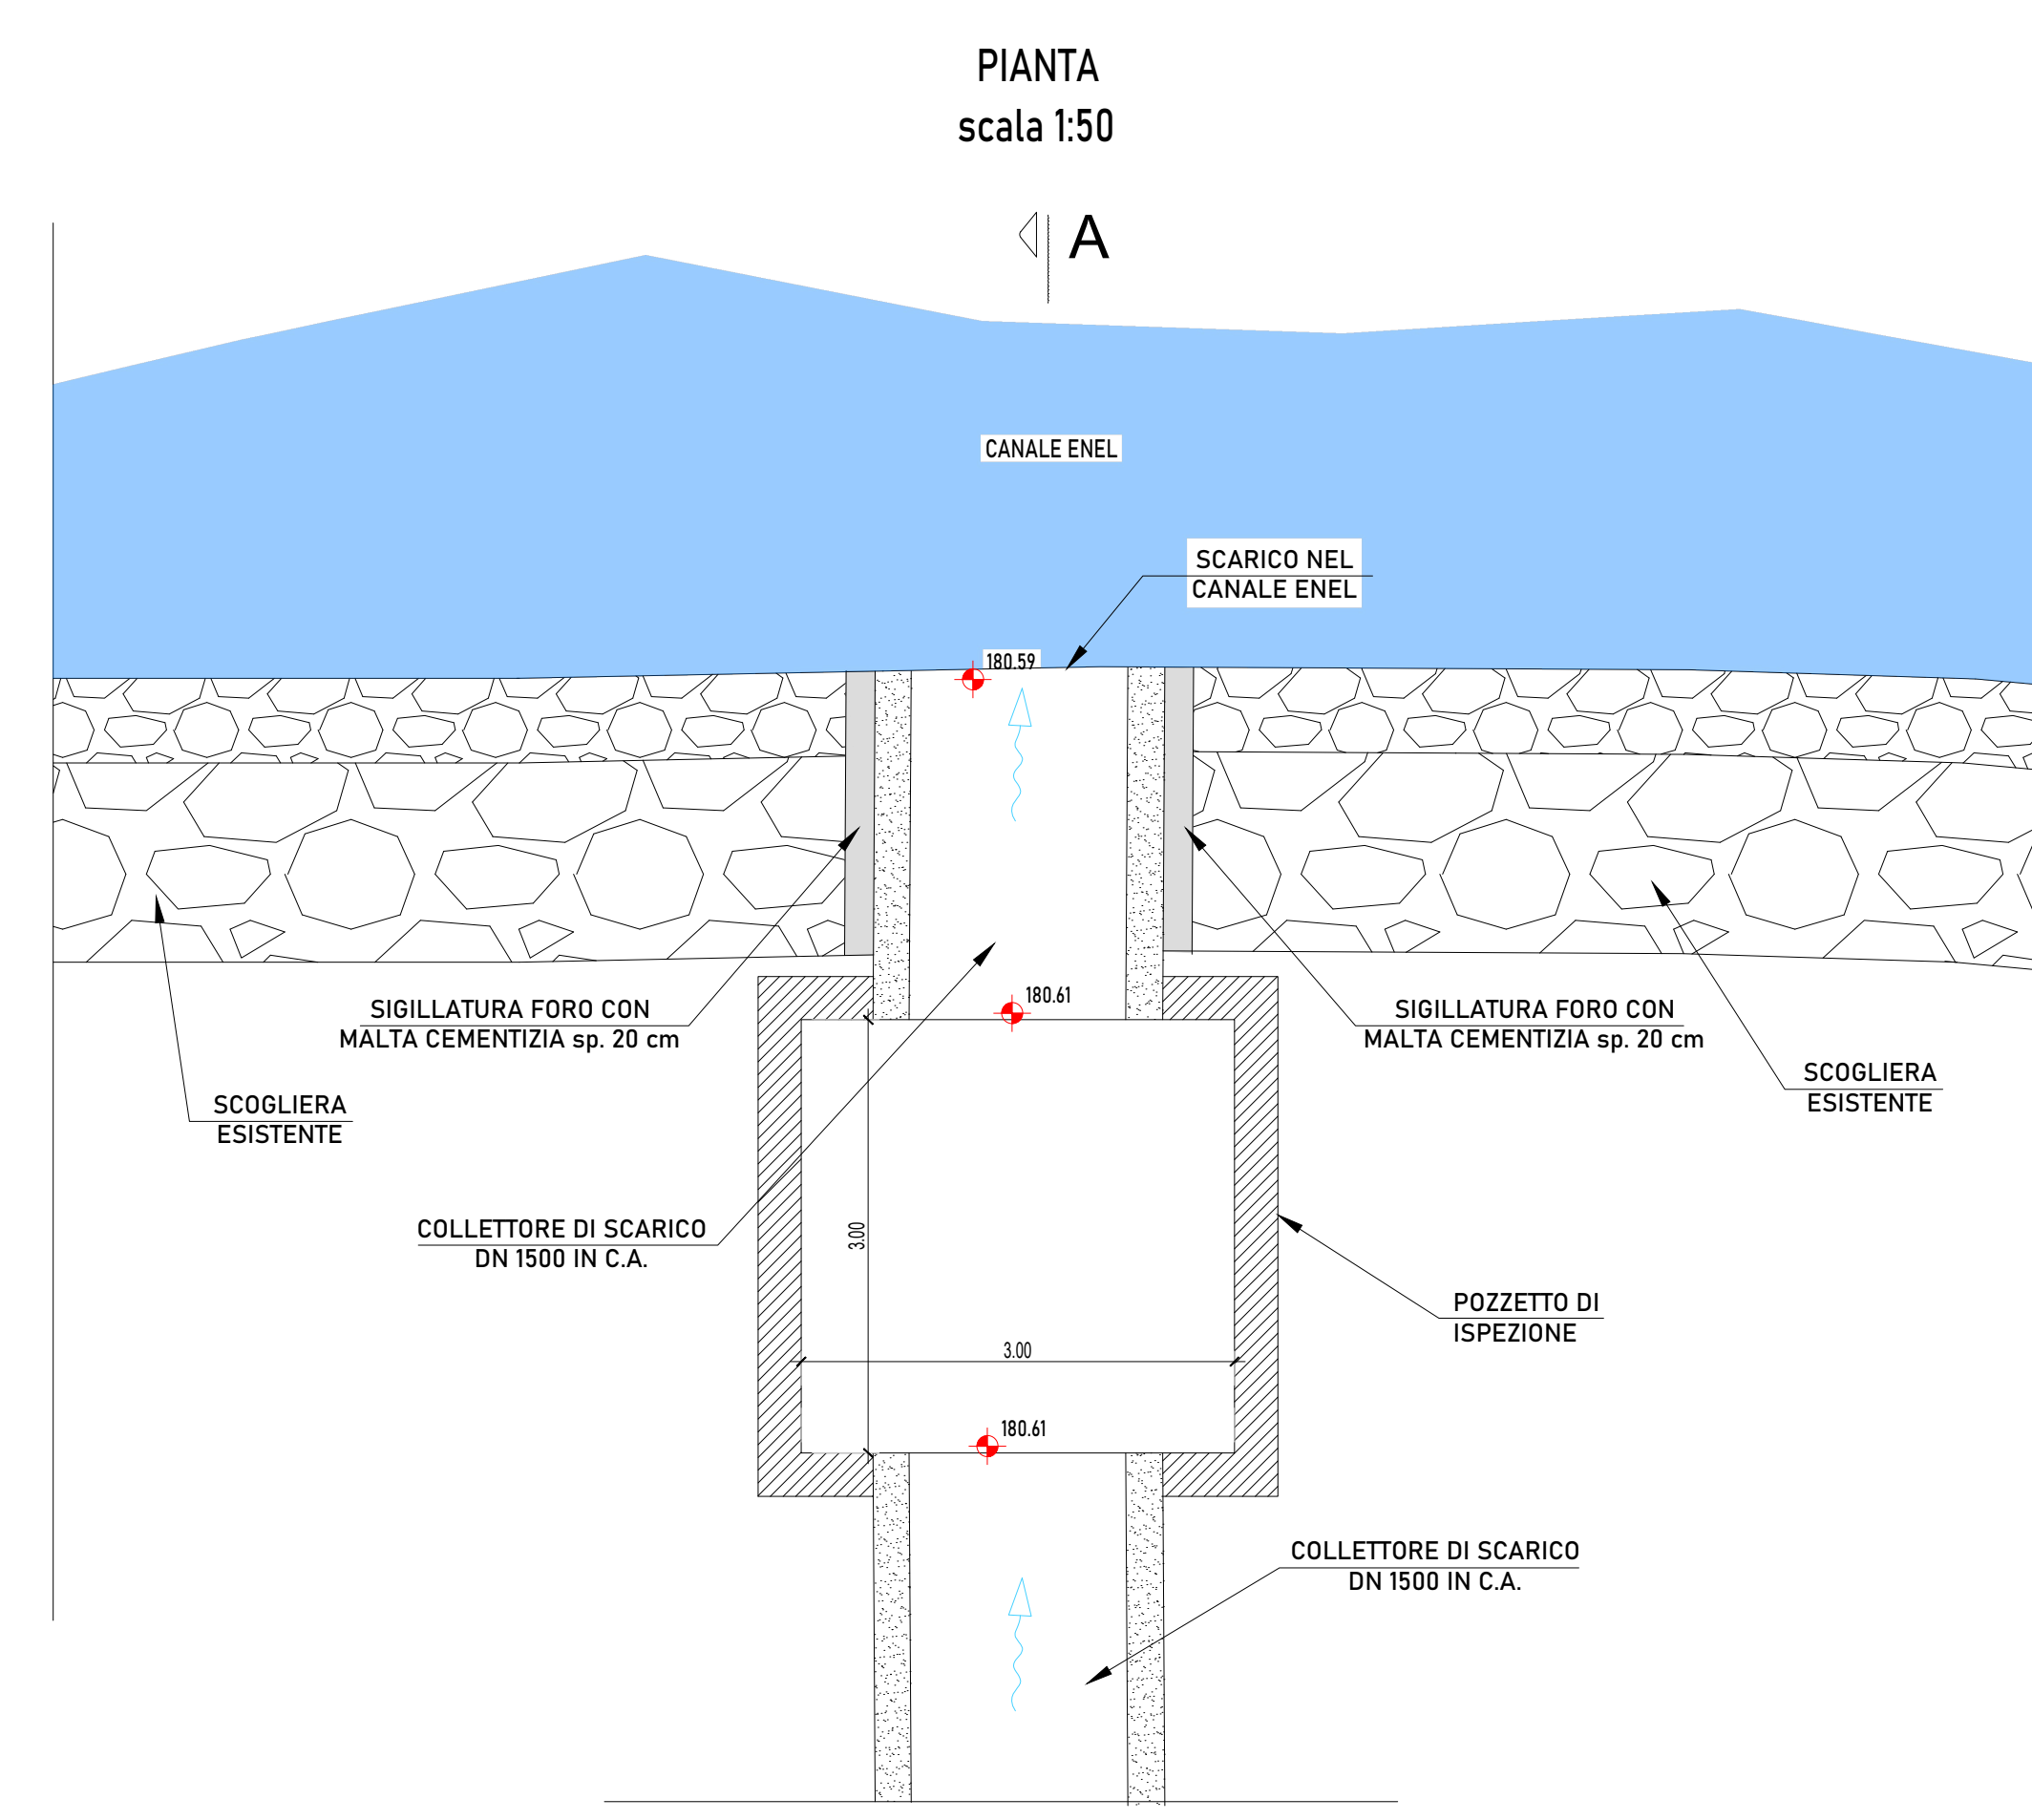 PIANTA
scala 1:50
A
CANALE ENEL
SCARICO NEL
CANALE ENEL
180.59
180.61
SIGILLATURA FORO CON
MALTA CEMENTIZIA sp. 20 cm
SIGILLATURA FORO CON
MALTA CEMENTIZIA sp. 20 cm
SCOGLIERA
ESISTENTE
SCOGLIERA
ESISTENTE
COLLETTORE DI SCARICO
DN 1500 IN C.A.
3.00
POZZETTO DI
ISPEZIONE
3.00
180.61
COLLETTORE DI SCARICO
DN 1500 IN C.A.